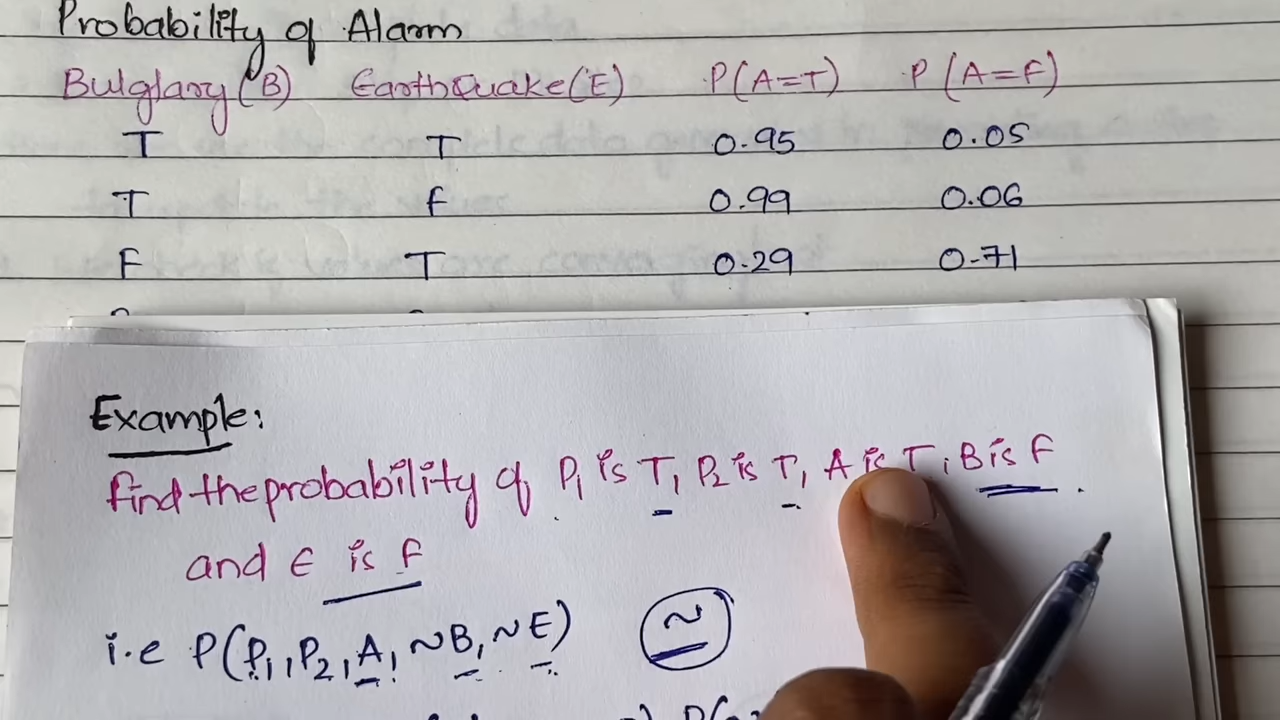 Probability of Alarm
Bulglary(B) EarthQuake(E) P(A=T) P(A=F)
T T 0.95 0.05
T F 0.99 0.06
F T 0.29 0.71
Example:
find the probability of P1 is T, P2 is T, A is T, B is F.
and E is F
i.e P(P1, P2, A, ~B, ~E) ~